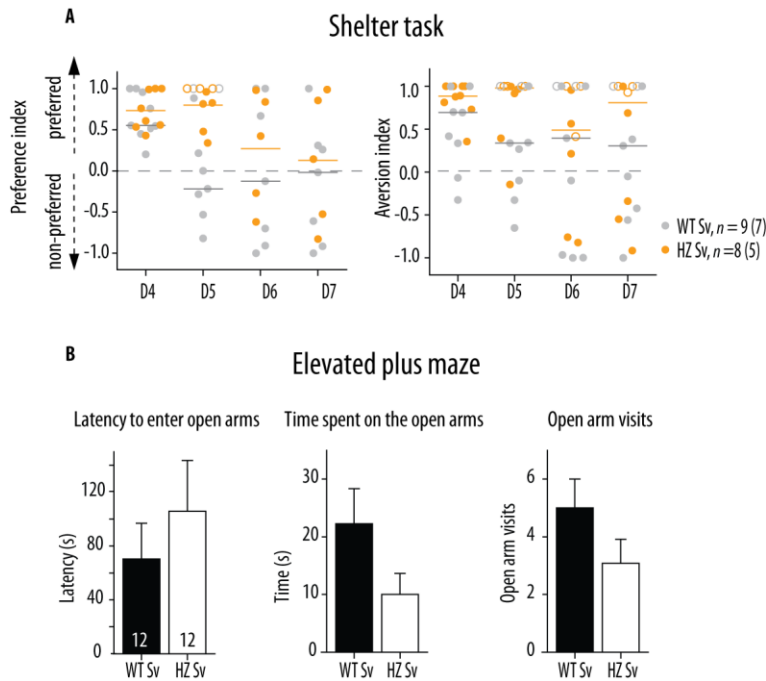 A
Shelter task
preferred
non-preferred
Preference index
1.0
0.5
0.0
-0.5
-1.0
D4 D5 D6 D7
Aversion index
1.0
0.5
0.0
-0.5
-1.0
D4 D5 D6 D7
WT Sv, n = 9 (7)
HZ Sv, n = 8 (5)
B
Elevated plus maze
Latency to enter open arms
Latency (s)
120
80
40
0
12 12
WT Sv HZ Sv
Time spent on the open arms
Time (s)
30
20
10
0
WT Sv HZ Sv
Open arm visits
Open arm visits
6
4
2
0
WT Sv HZ Sv